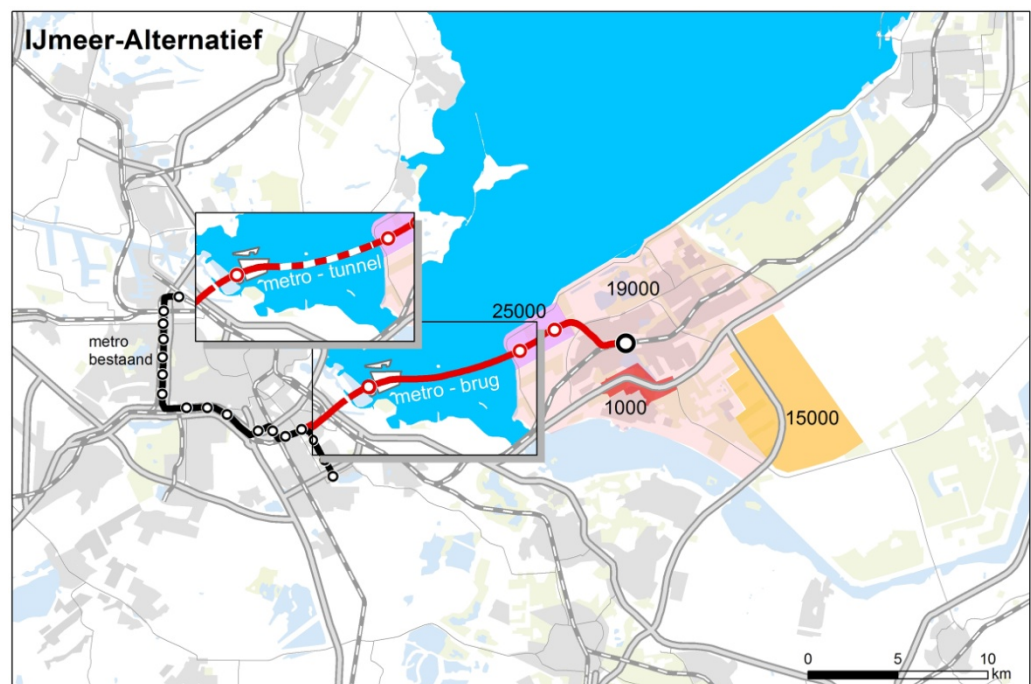 IJmeer-Alternatief
metro - tunnel
19000
25000
metro
bestaand
metro - brug
1000
15000
0 5 10
km